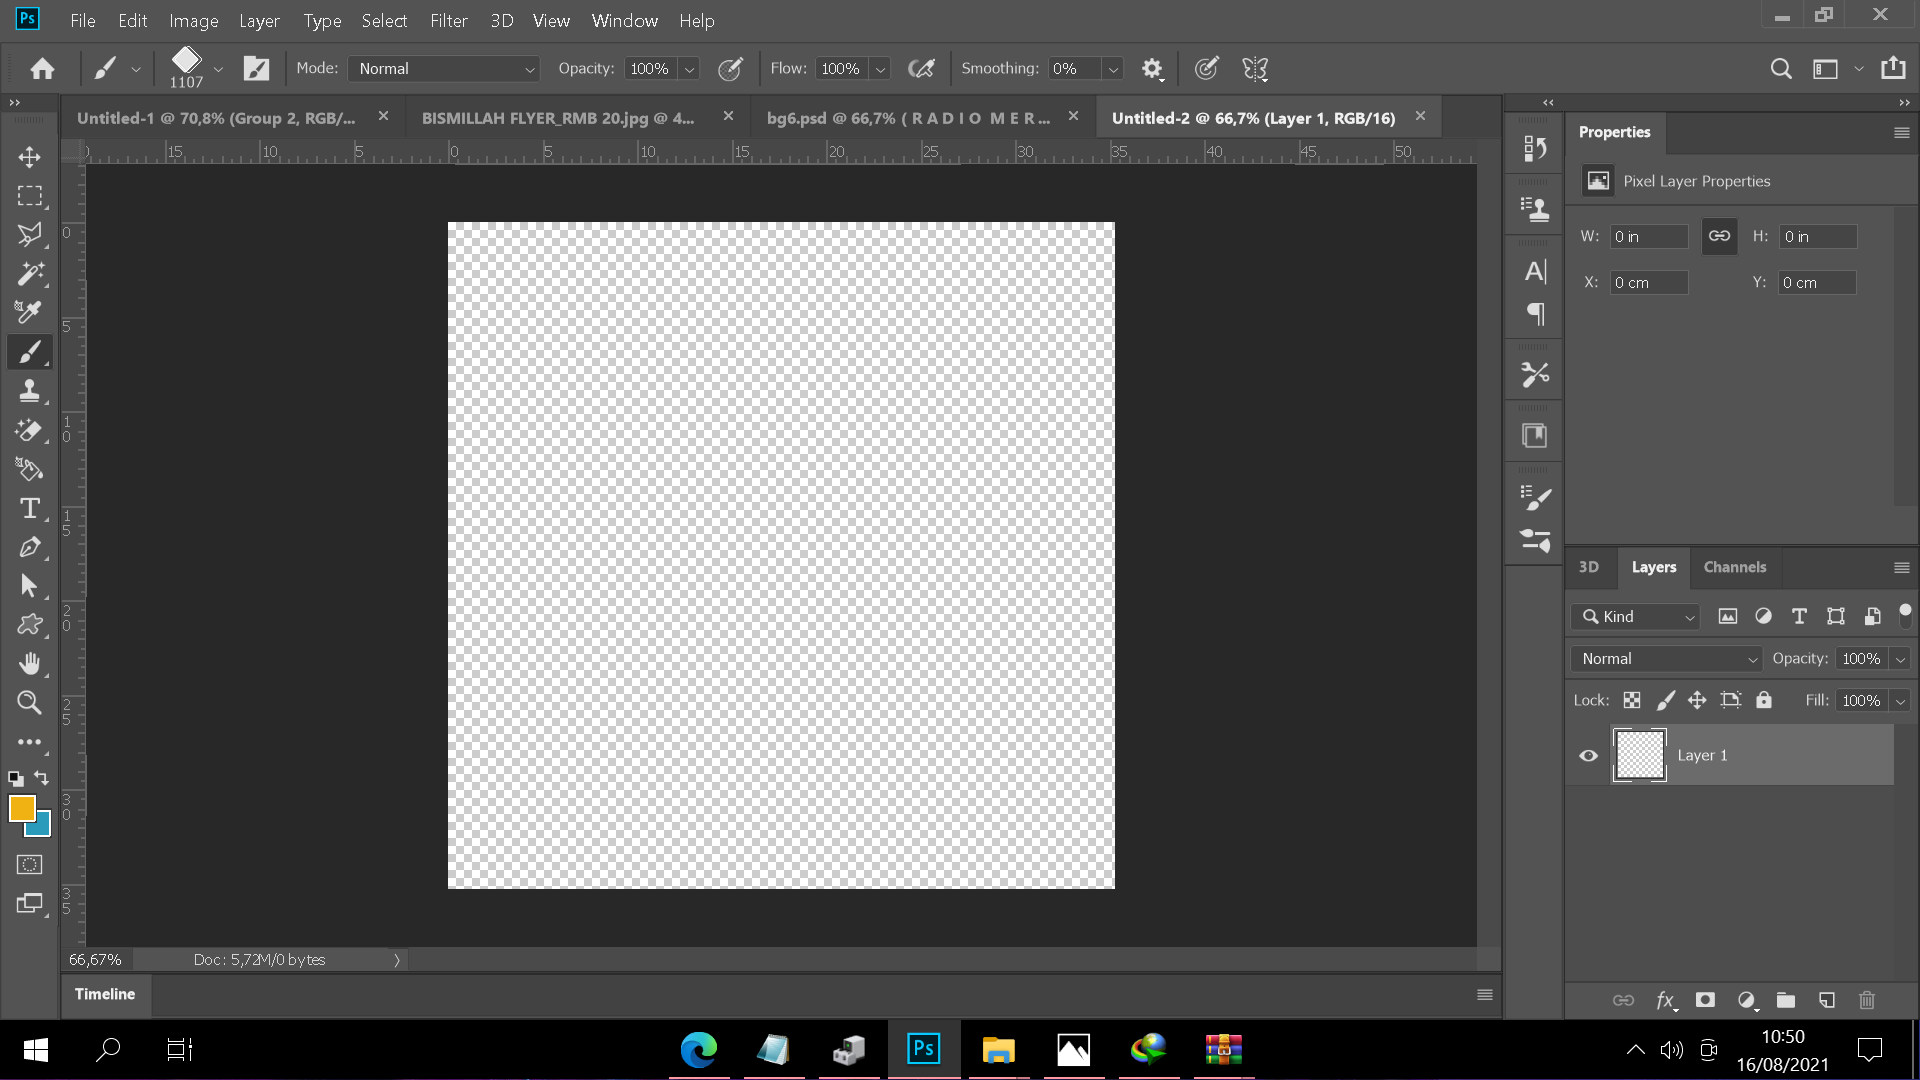 Ps File Edit Image Layer Type Select Filter 3D View Window Help
1107 Mode: Normal Opacity: 100% Flow: 100% Smoothing: 0%
Untitled-1 @ 70,8% (Group 2, RGB/... BISMILLAH FLYER_RMB 20.jpg @ 4... bg6.psd @ 66,7% ( R A D I O M E R ... Untitled-2 @ 66,7% (Layer 1, RGB/16)
15 10 5 0 5 10 15 20 25 30 35 40 45 50
0
5
10
15
20
25
30
35
66,67% Doc: 5,72M/0 bytes
Timeline
Properties
Pixel Layer Properties
W: 0 in H: 0 in
X: 0 cm Y: 0 cm
3D Layers Channels
Kind
Normal Opacity: 100%
Lock: Fill: 100%
Layer 1
fx
Ps
10:50
16/08/2021